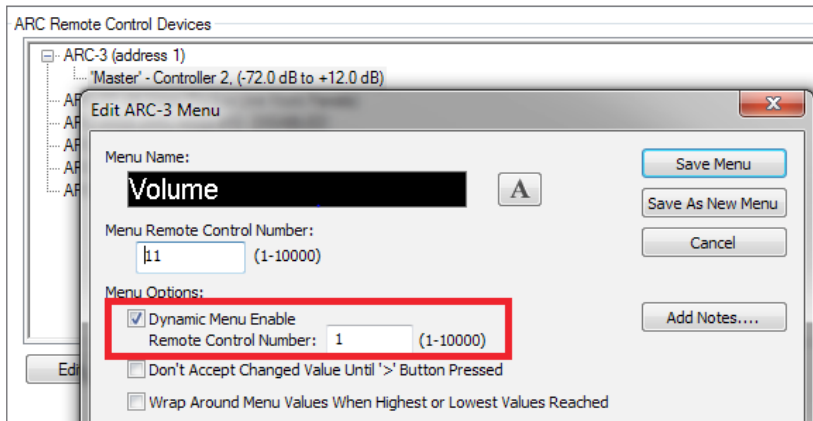 ARC Remote Control Devices
ARC-3 (address 1)
'Master' - Controller 2, (-72.0 dB to +12.0 dB)
Edit ARC-3 Menu
Menu Name:
Volume
A
Save Menu
Save As New Menu
Menu Remote Control Number:
11 (1-10000)
Cancel
Menu Options:
Dynamic Menu Enable
Add Notes....
Remote Control Number: 1 (1-10000)
Don't Accept Changed Value Until '>' Button Pressed
Wrap Around Menu Values When Highest or Lowest Values Reached